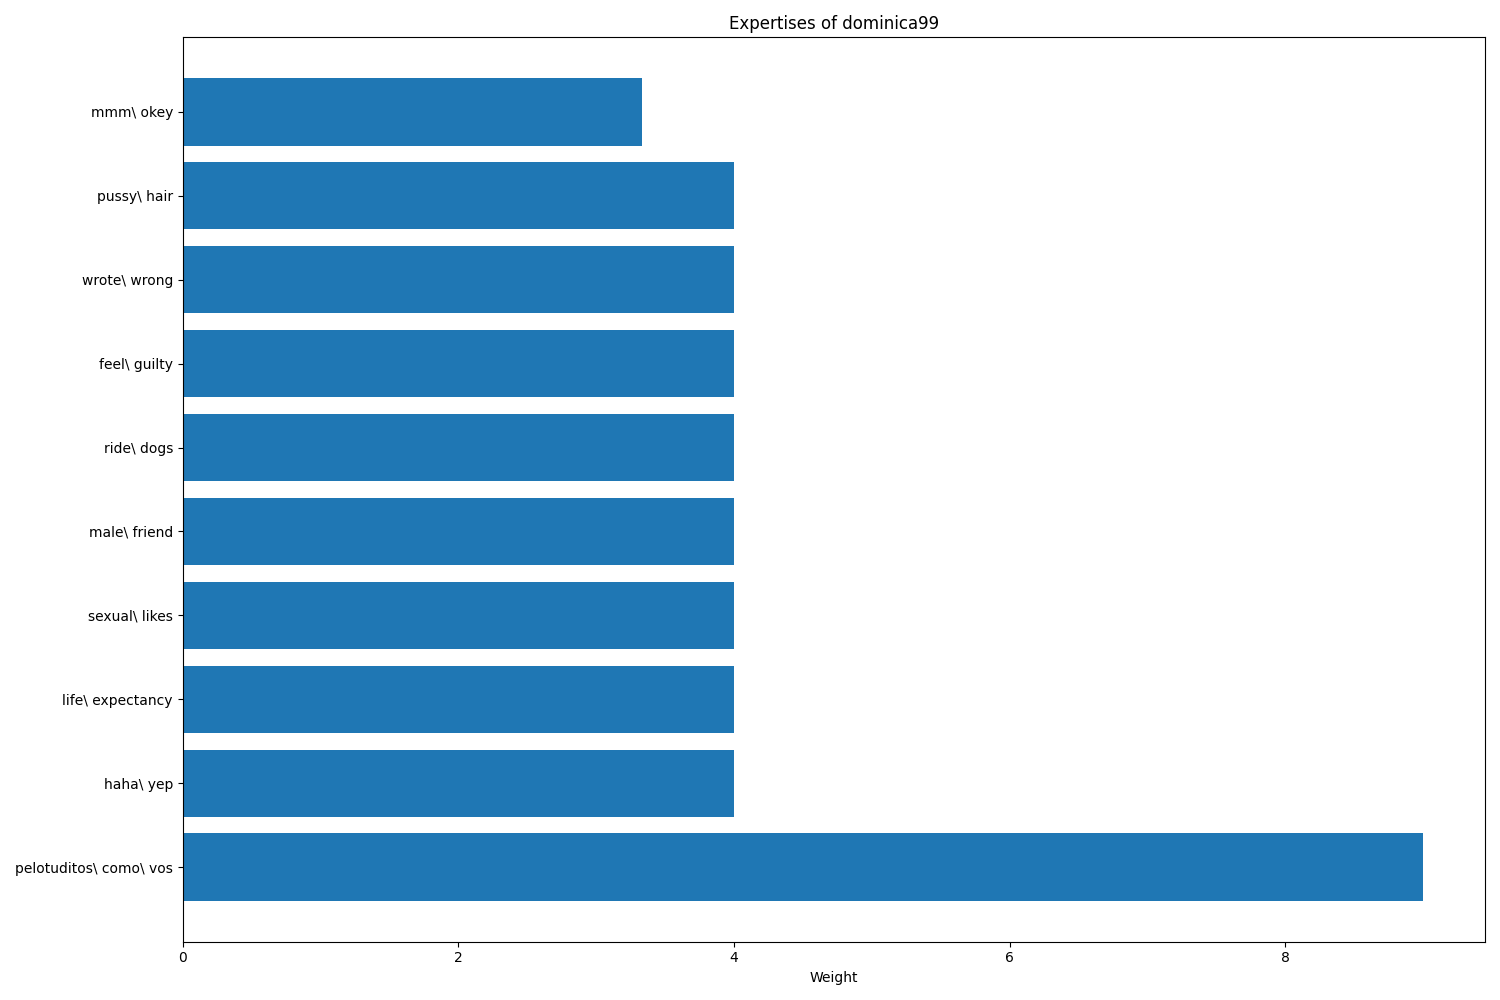 Expertises of dominica99
mmm\ okey
pussy\ hair
wrote\ wrong
feel\ guilty
ride\ dogs
male\ friend
sexual\ likes
life\ expectancy
haha\ yep
pelotuditos\ como\ vos
0 2 4 6 8
Weight